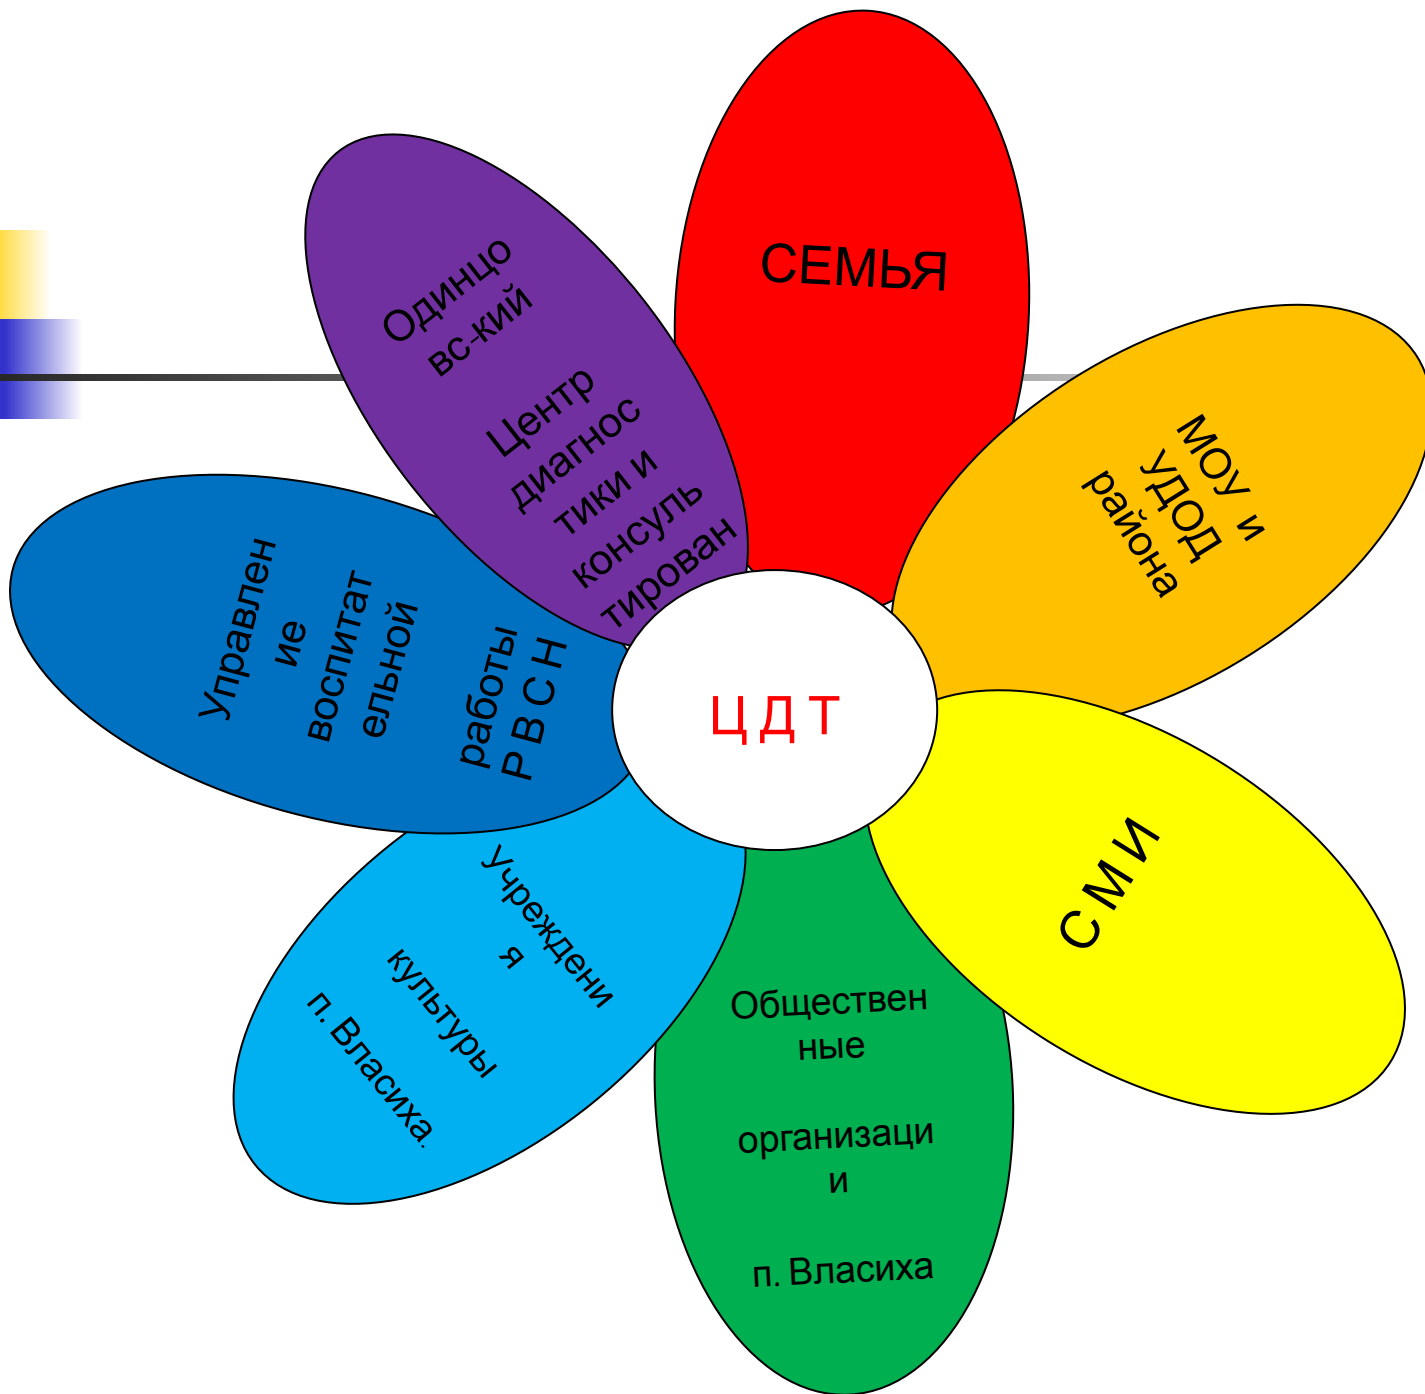 СЕМЬЯ
МОУ и
УДОД
района
С М И
Обществен
ные
организаци
и
п. Власиха
Учреждени
я
культуры
п. Власиха.
Управлен
ие
воспитат
ельной
работы
Р В С Н
Одинцо
вс-кий
Центр
диагнос
тики и
консуль
тирован
Ц Д Т